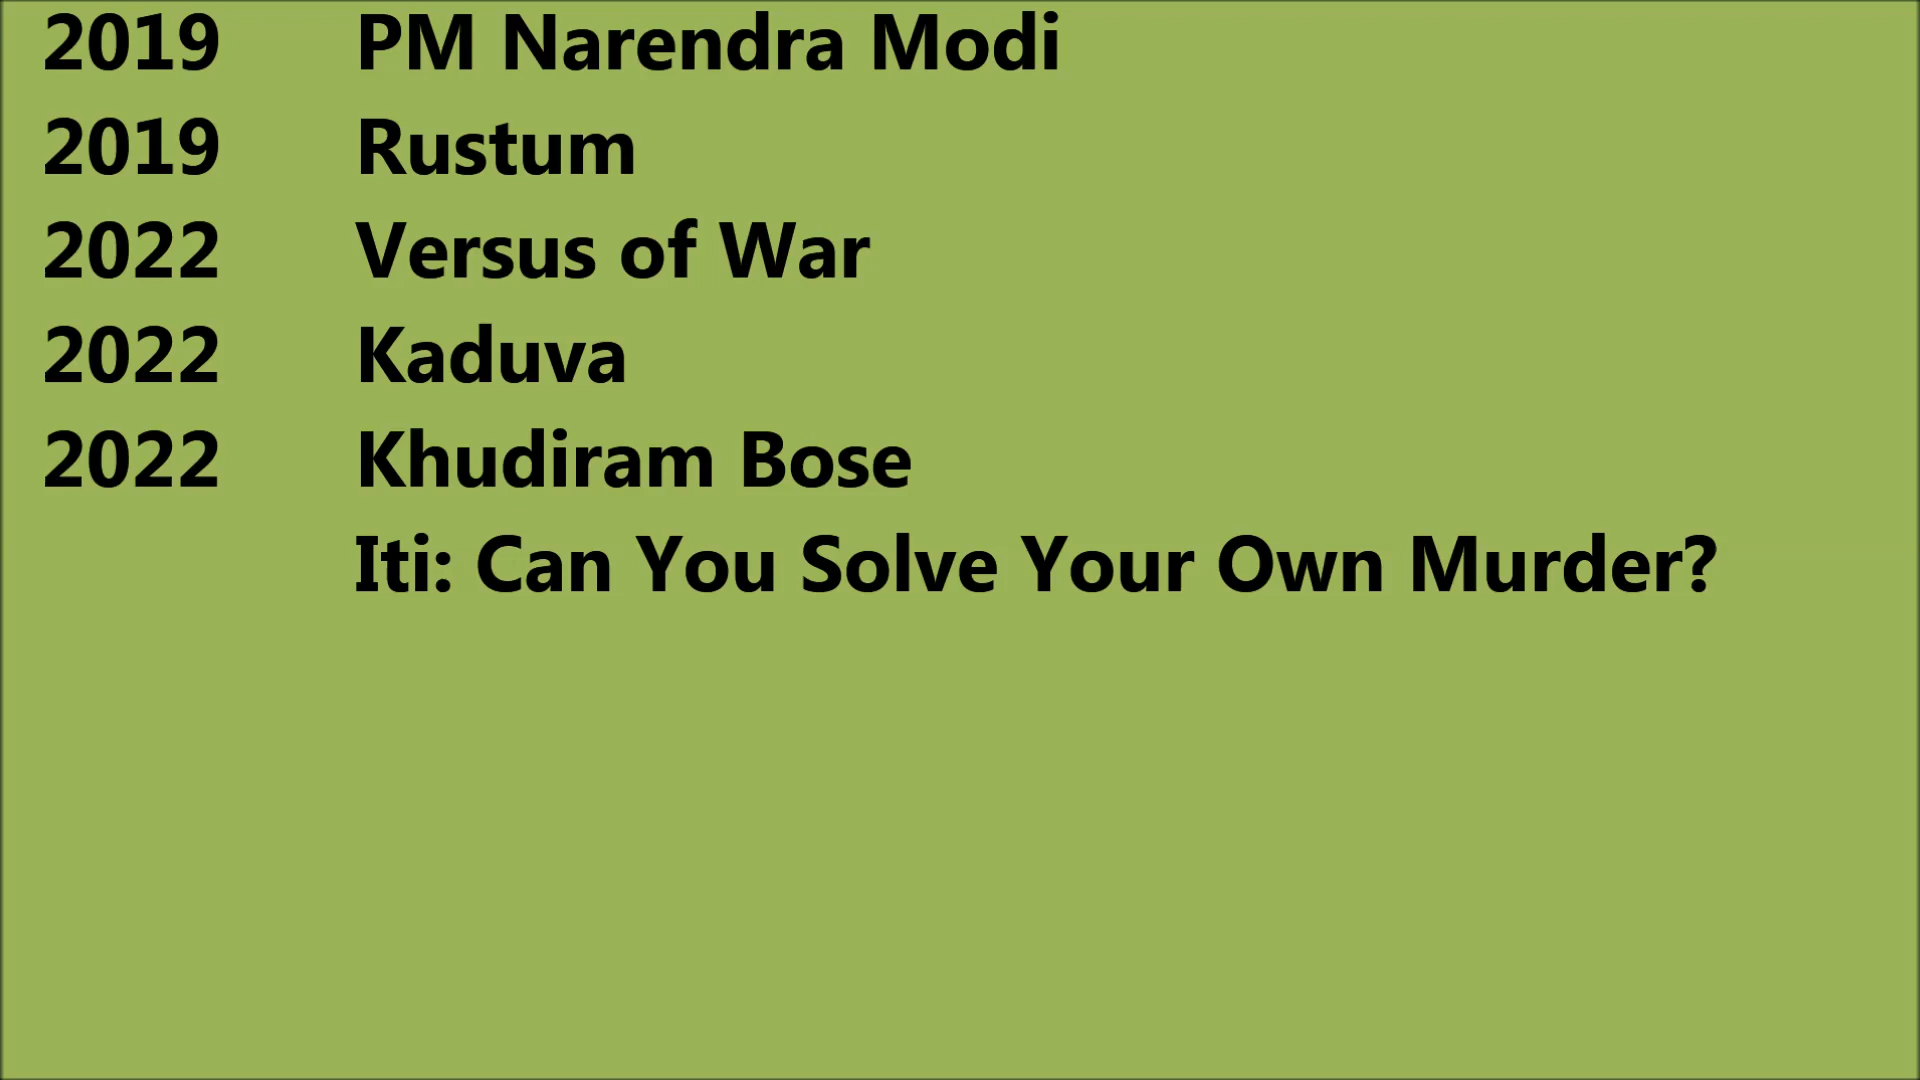 2019 PM Narendra Modi
2019 Rustum
2022 Versus of War
2022 Kaduva
2022 Khudiram Bose
Iti: Can You Solve Your Own Murder?